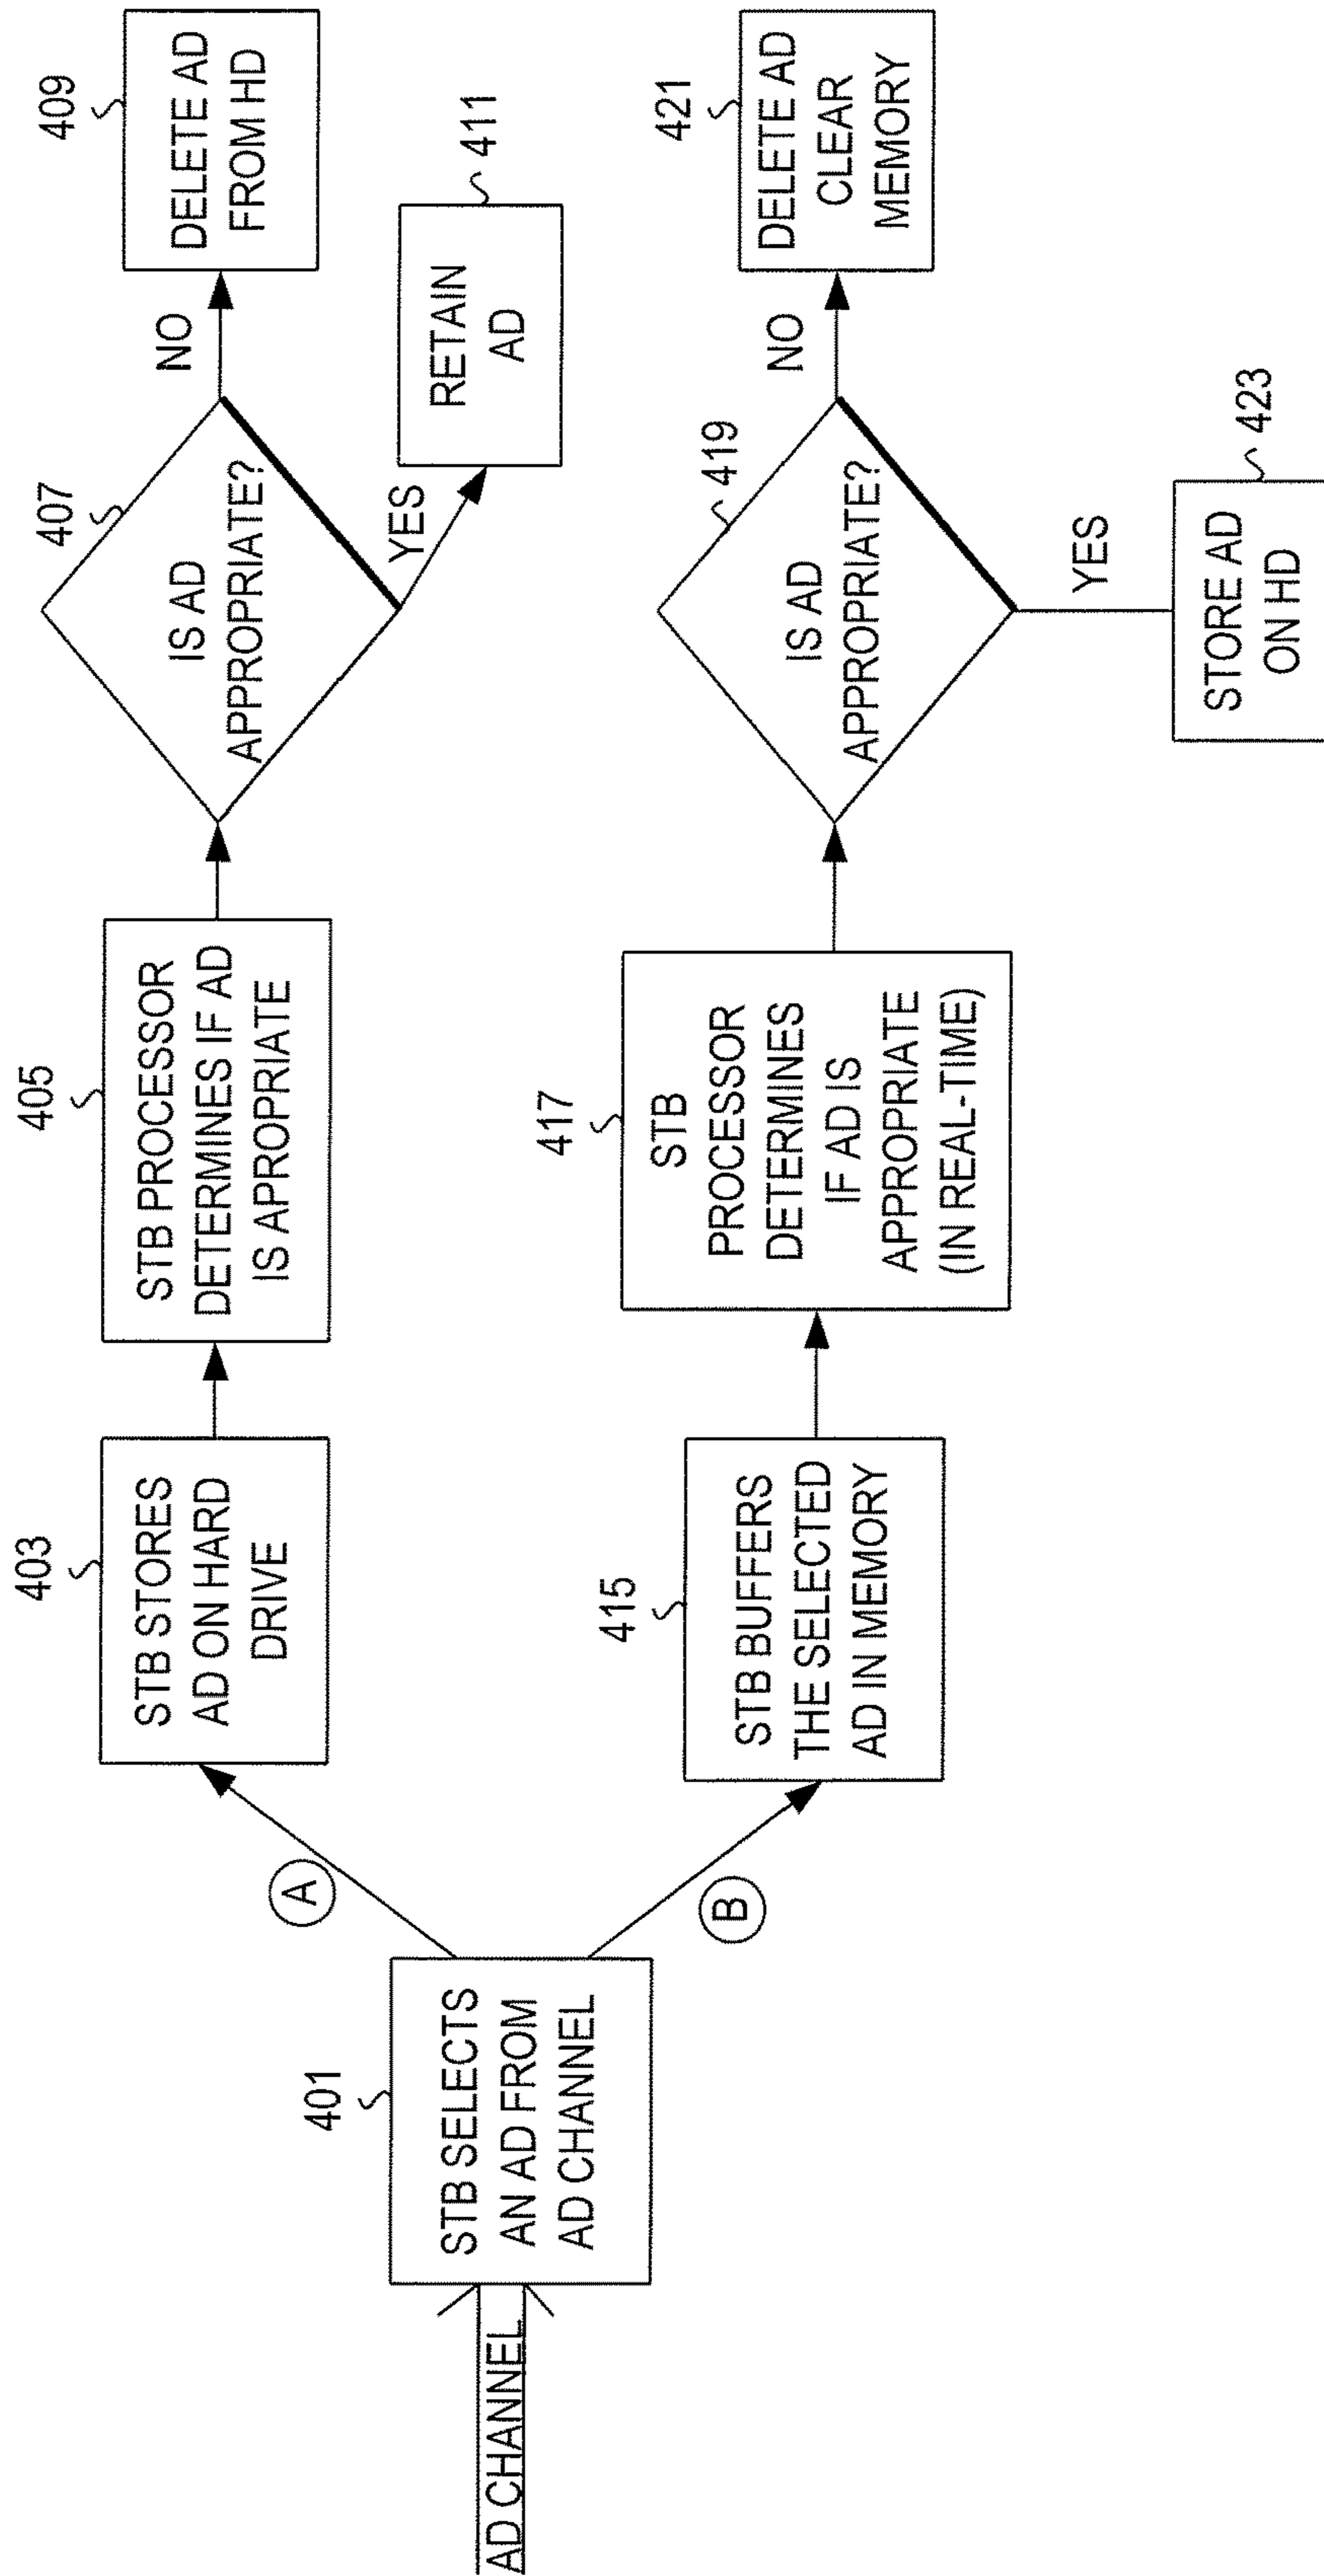 AD CHANNEL
401
STB SELECTS
AN AD FROM
AD CHANNEL
A
403
STB STORES
AD ON HARD
DRIVE
405
STB PROCESSOR
DETERMINES IF AD
IS APROPRIATE
407
IS AD
APPROPRIATE?
NO
409
DELETE AD
FROM HD
YES
RETAIN
AD
411
B
415
STB BUFFERS
THE SELECTED
AD IN MEMORY
417
STB
PROCESSOR
DETERMINES
IF AD IS
APPROPRIATE
(IN REAL-TIME)
419
IS AD
APPROPRIATE?
NO
421
DELETE AD
CLEAR
MEMORY
YES
423
STORE AD
ON HD